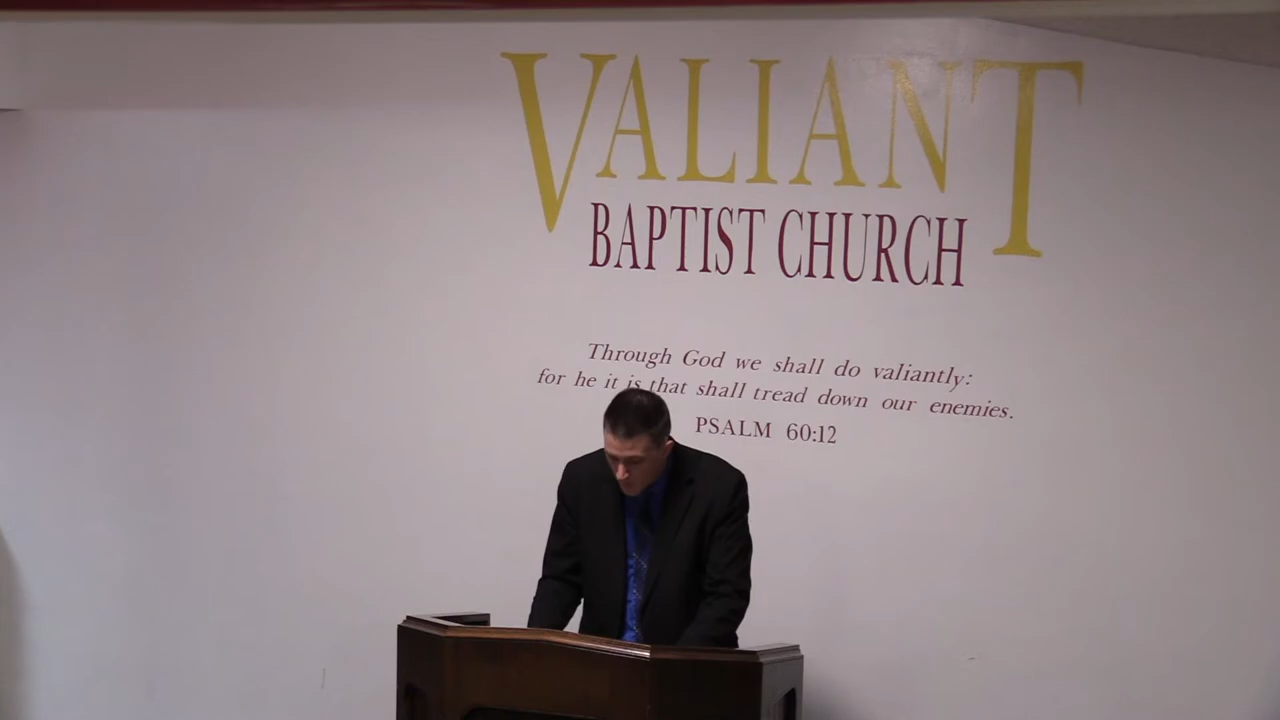 VALIANT
BAPTIST CHURCH
Through God we shall do valiantly:
for he it is that shall tread down our enemies.
PSALM 60:12